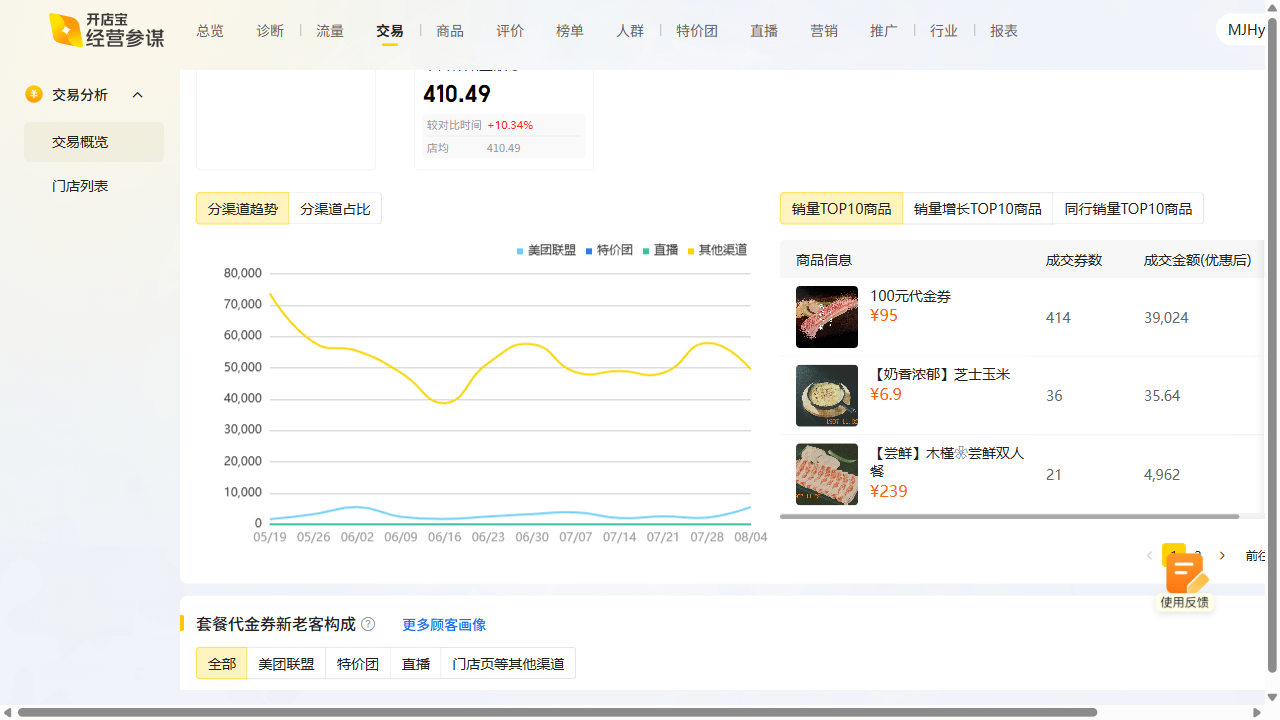 开店宝
经营参谋
总览
诊断
流量
交易
商品
评价
榜单
人群
特价团
直播
营销
推广
行业
报表
MJHy
交易分析
交易概览
门店列表
410.49
较对比时间 +10.34%
店均 410.49
分渠道趋势
分渠道占比
美团联盟
特价团
直播
其他渠道
80,000
70,000
60,000
50,000
40,000
30,000
20,000
10,000
0
05/19
05/26
06/02
06/09
06/16
06/23
06/30
07/07
07/14
07/21
07/28
08/04
销量TOP10商品
销量增长TOP10商品
同行销量TOP10商品
商品信息
成交券数
成交金额(优惠后)
100元代金券
¥95
414
39,024
【奶香浓郁】芝士玉米
¥6.9
36
35.64
【尝鲜】木槿🌸尝鲜双人
餐
¥239
21
4,962
前往
使用反馈
套餐代金券新老客构成
更多顾客画像
全部
美团联盟
特价团
直播
门店页等其他渠道